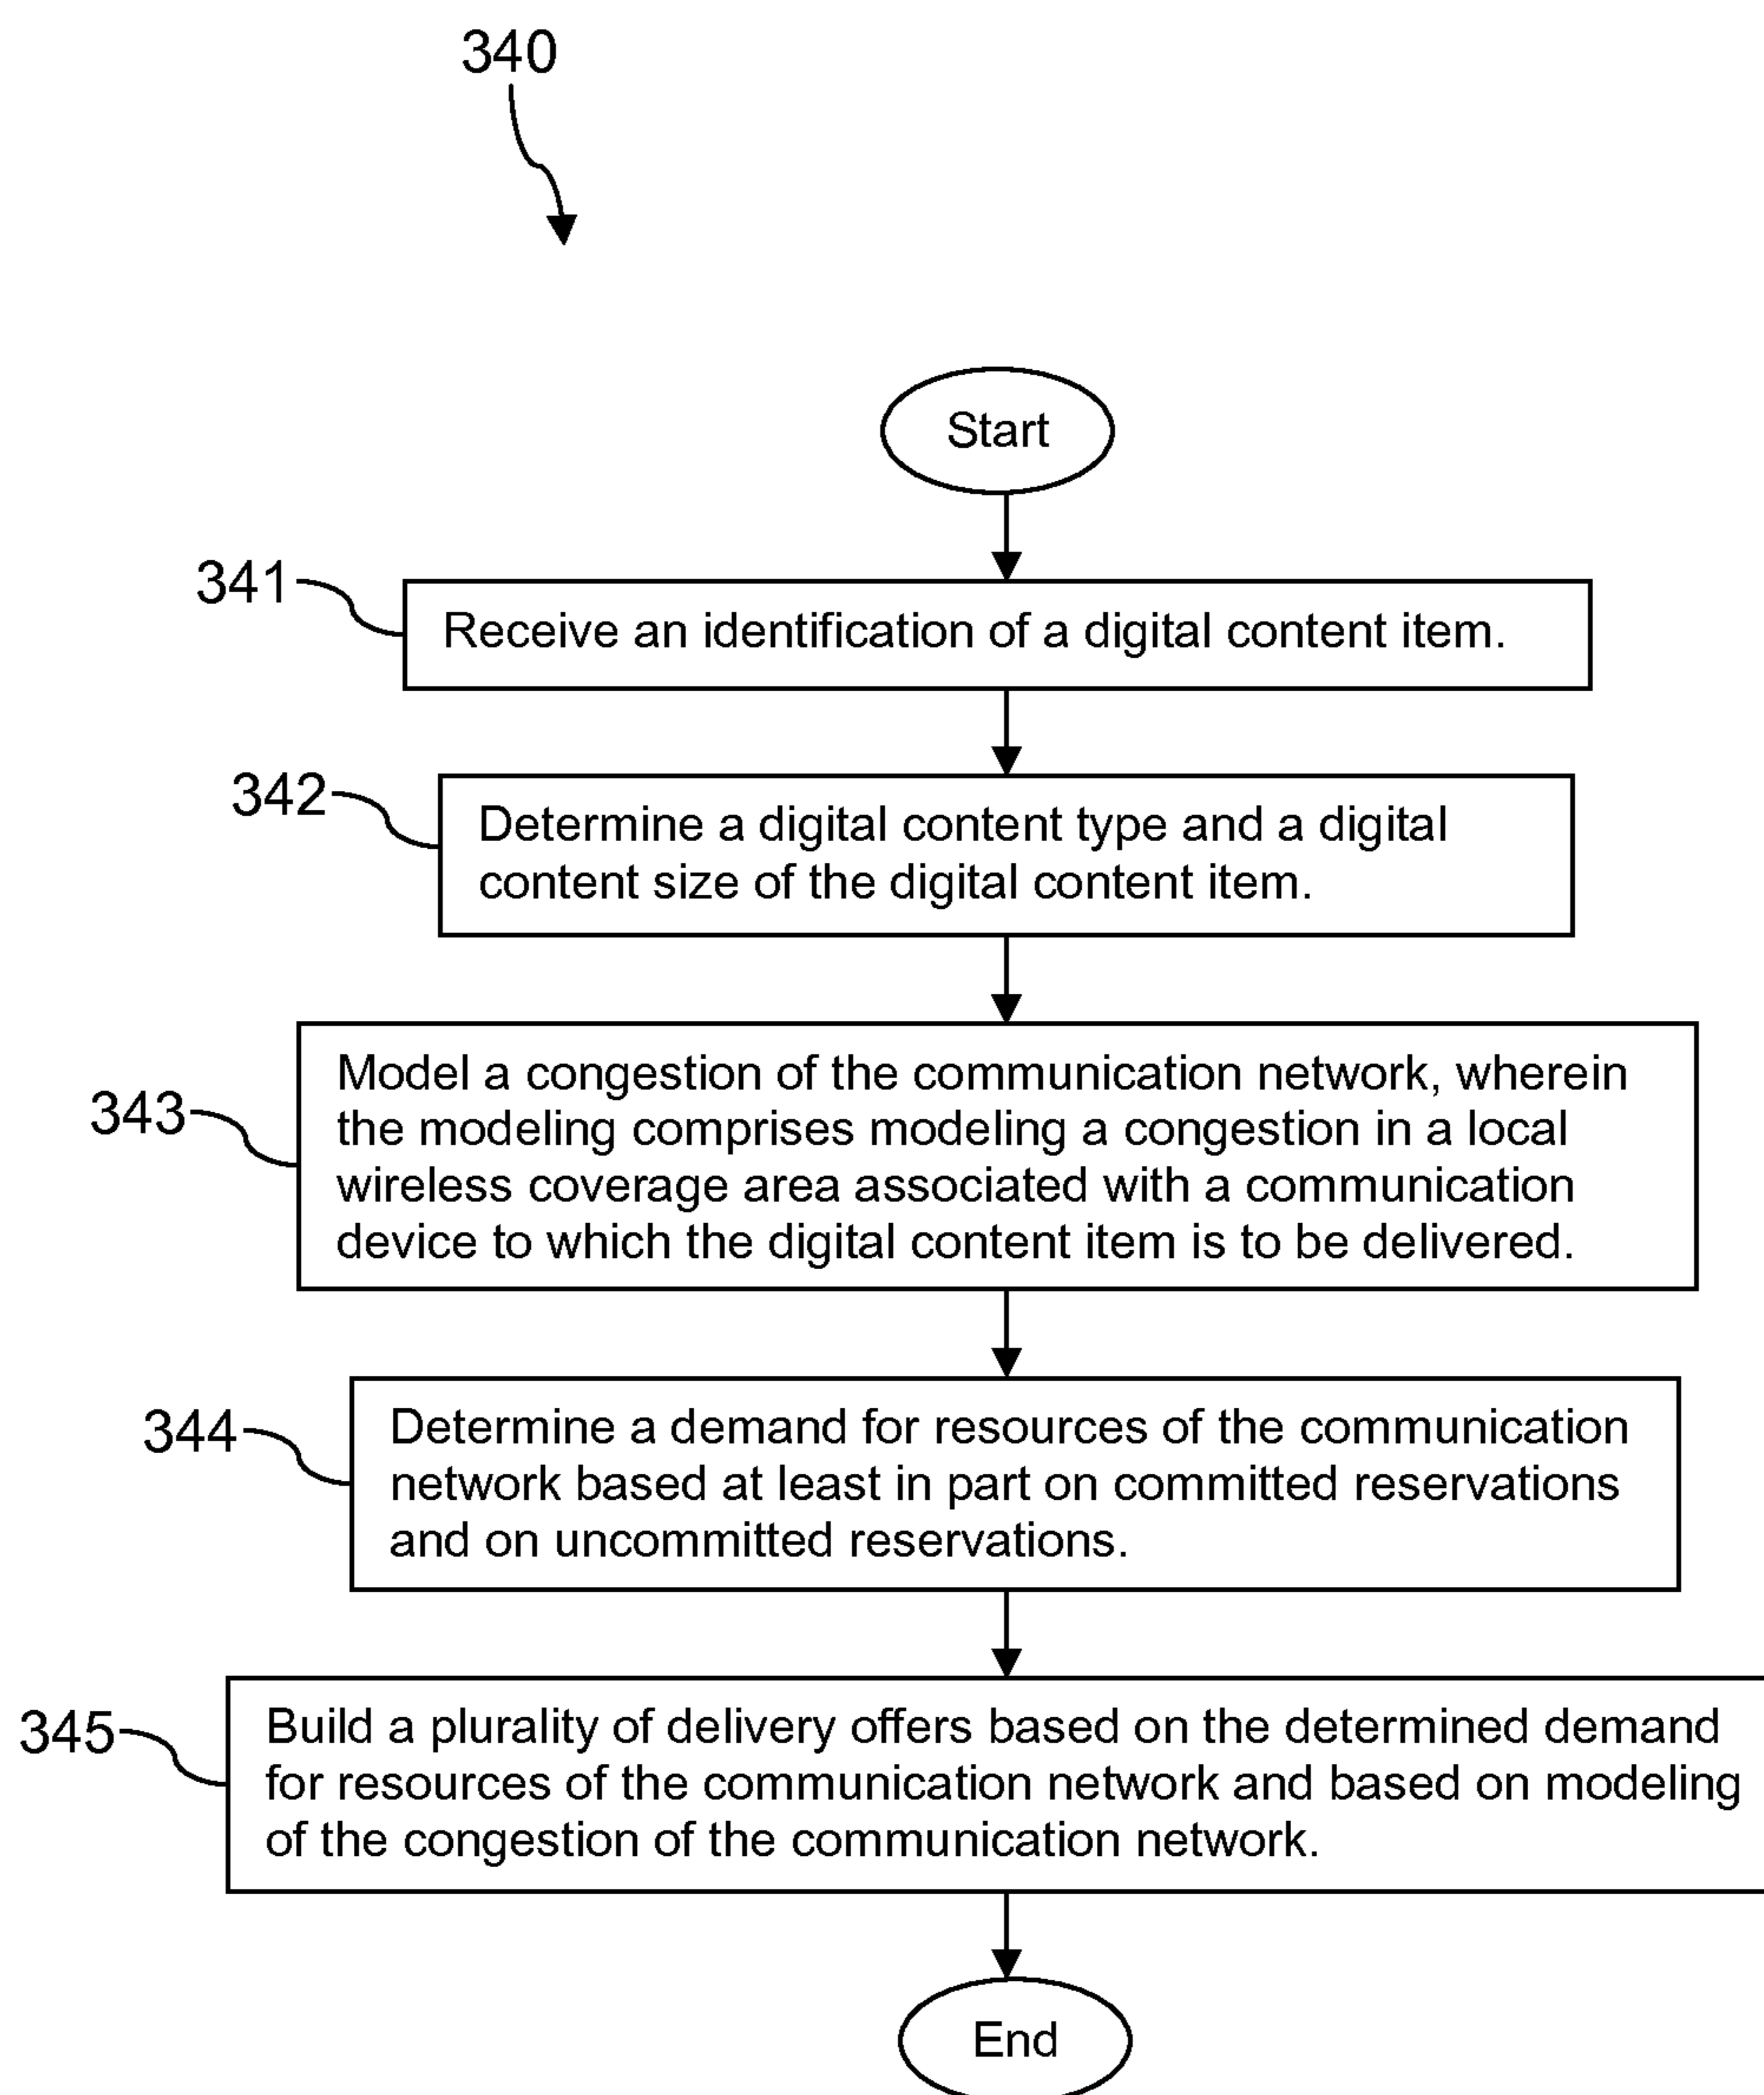 340
Start
341
Receive an identification of a digital content item.
342
Determine a digital content type and a digital
content size of the digital content item.
343
Model a congestion of the communication network, wherein
the modeling comprises modeling a congestion in a local
wireless coverage area associated with a communication
device to which the digital content item is to be delivered.
344
Determine a demand for resources of the communication
network based at least in part on committed reservations
and on uncommitted reservations.
345
Build a plurality of delivery offers based on the determined demand
for resources of the communication network and based on modeling
of the congestion of the communication network.
End